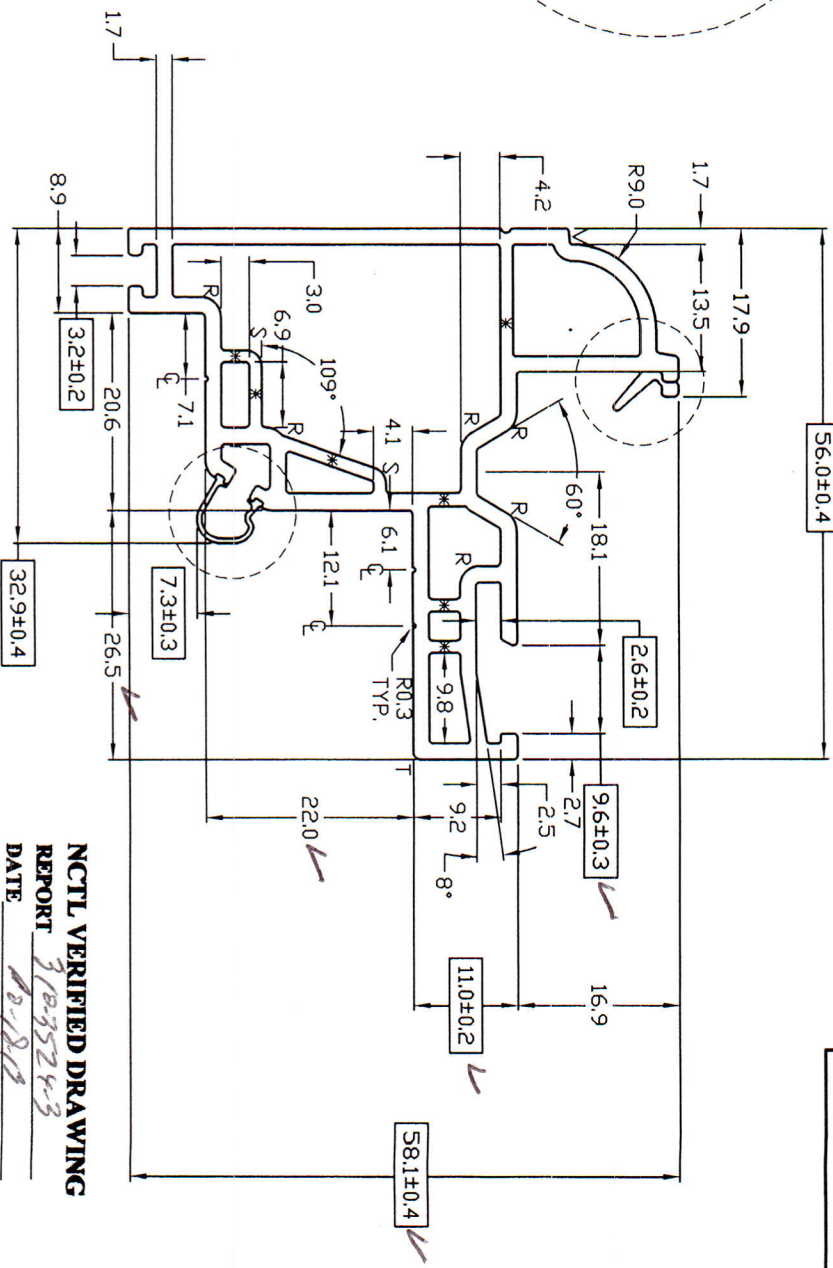 1.7
8.9
3.2±0.2
32.9±0.4
20.6
7.1
7.3±0.3
26.5
4.2
3.0
6.9
109°
4.1
6.1
12.1
R0.3
TYP.
R9.0
1.7
13.5
17.9
56.0±0.4
60°
18.1
2.6±0.2
9.8
9.6±0.3
2.7
2.5
8°
9.2
22.0
11.0±0.2
16.9
58.1±0.4
R
S
R
S
R
R
R
R
T
NCTL VERIFIED DRAWING
REPORT
DATE